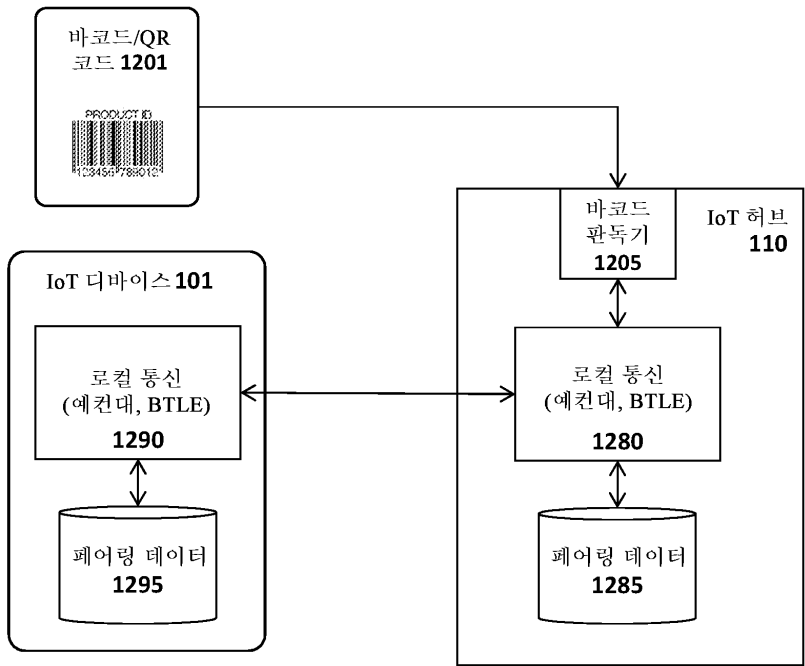 바코드/QR
코드 1201
PRODUCT ID
123456 789012
바코드
판독기
1205
IoT 허브
110
IoT 디바이스 101
로컬 통신
(예컨대, BTLE)
1290
로컬 통신
(예컨대, BTLE)
1280
페어링 데이터
1295
페어링 데이터
1285